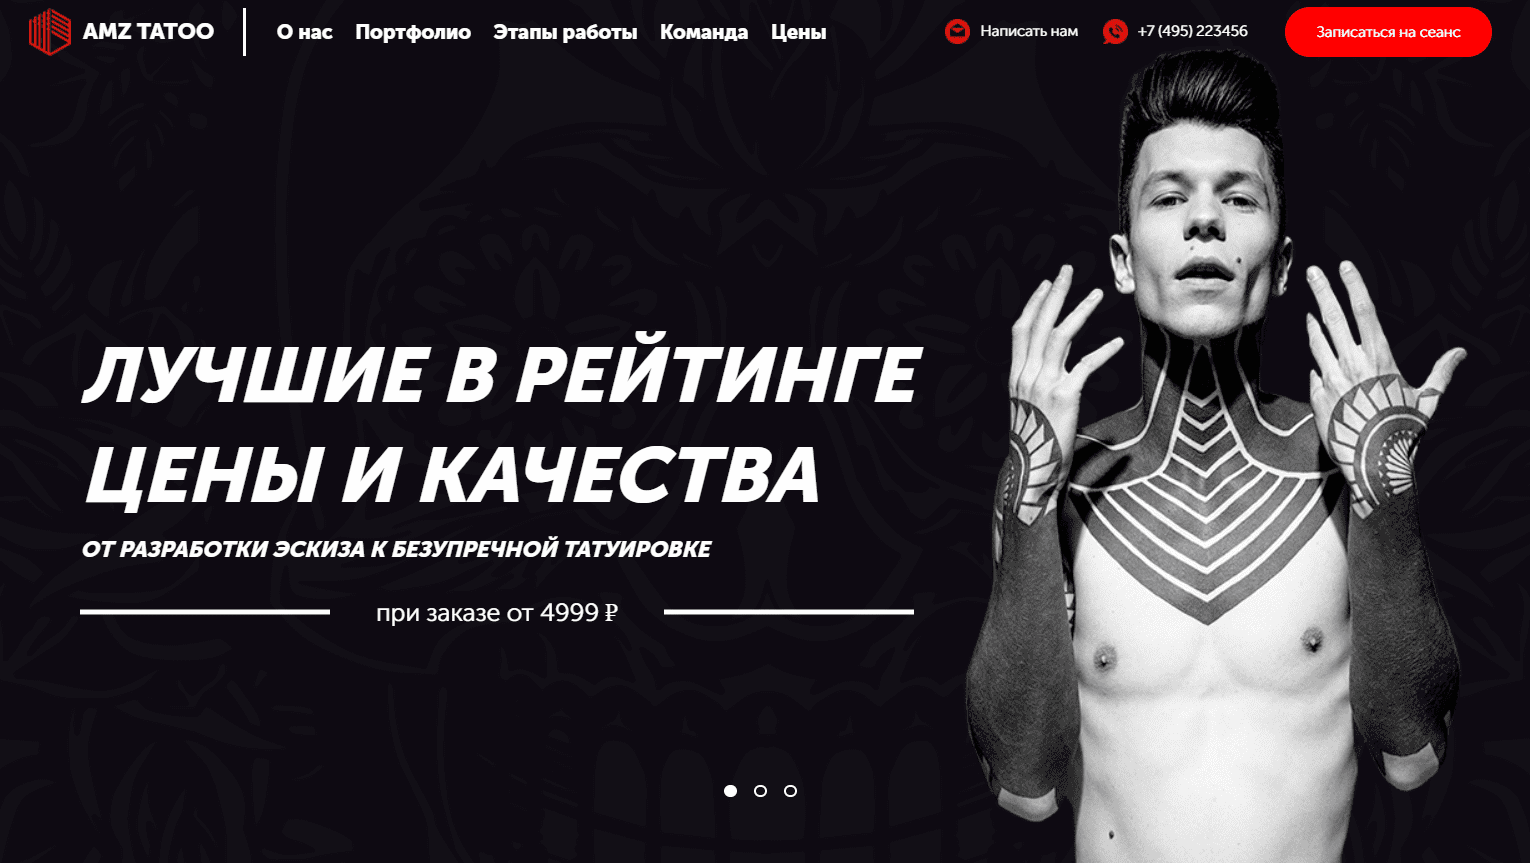 AMZ TATOO
О нас Портфолио Этапы работы Команда Цены
Написать нам
+7 (495) 223456
Записаться на сеанс
ЛУЧШИЕ В РЕЙТИНГЕ
ЦЕНЫ И КАЧЕСТВА
ОТ РАЗРАБОТКИ ЭСКИЗА К БЕЗУПРЕЧНОЙ ТАТУИРОВКЕ
при заказе от 4999 ₽